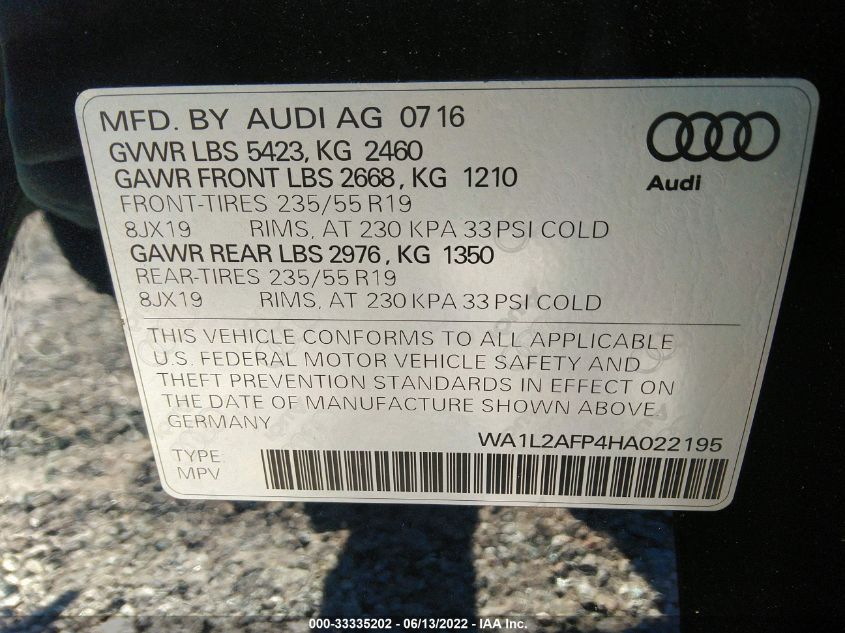 MFD. BY AUDI AG 0716
GVWR LBS 5423, KG 2460
GAWR FRONT LBS 2668, KG 1210
FRONT-TIRES 235/55 R19
8JX19 RIMS, AT 230 KPA 33 PSI COLD
GAWR REAR LBS 2976, KG 1350
REAR-TIRES 235/55 R19
8JX19 RIMS, AT 230 KPA 33 PSI COLD
Audi
THIS VEHICLE CONFORMS TO ALL APPLICABLE
U.S. FEDERAL MOTOR VEHICLE SAFETY AND
THEFT PREVENTION STANDARDS IN EFFECT ON
THE DATE OF MANUFACTURE SHOWN ABOVE.
GERMANY
WA1L2AFP4HA022195
TYPE:
MPV
000-33335202 - 06/13/2022 - IAA Inc.